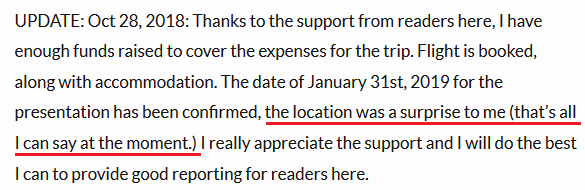 UPDATE: Oct 28, 2018: Thanks to the support from readers here, I have
enough funds raised to cover the expenses for the trip. Flight is booked,
along with accommodation. The date of January 31st, 2019 for the
presentation has been confirmed, the location was a surprise to me (that's all
I can say at the moment.) I really appreciate the support and I will do the best
I can to provide good reporting for readers here.